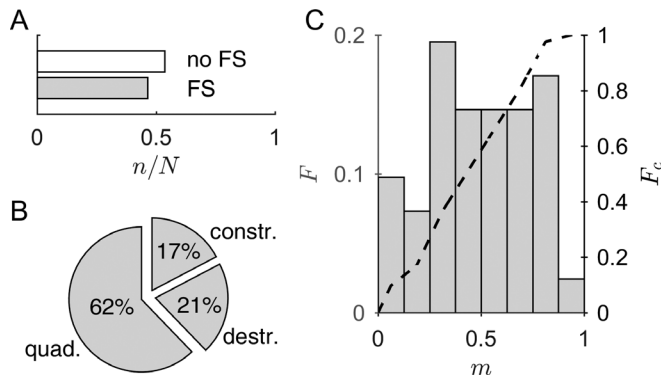 A
no FS
FS
0 0.5 1
n/N
B
constr.
17%
62%
21%
quad.
destr.
C
0.2 1
0.8
0.6
F 0.1 F_c
0.4
0.2
0 0
0 0.5 1
m